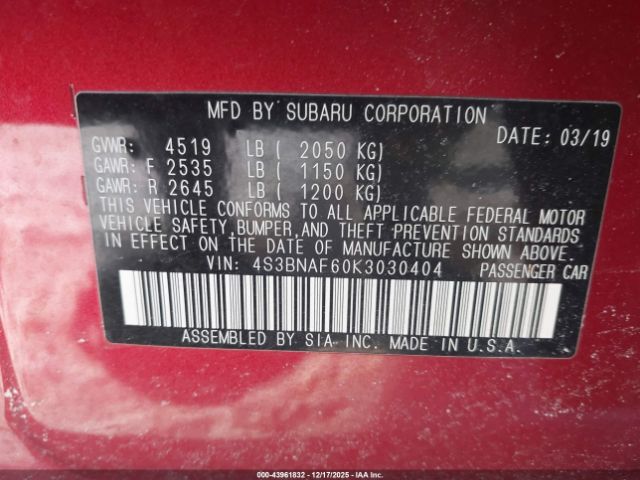 MFD BY SUBARU CORPORATION
DATE: 03/19
GVWR: 4519 LB ( 2050 KG)
GAWR: F 2535 LB ( 1150 KG)
GAWR: R 2645 LB ( 1200 KG)
THIS VEHICLE CONFORMS TO ALL APPLICABLE FEDERAL MOTOR
VEHICLE SAFETY, BUMPER, AND THEFT PREVENTION STANDARDS
IN EFFECT ON THE DATE OF MANUFACTURE SHOWN ABOVE.
VIN: 4S3BNAF60K3030404 PASSENGER CAR
ASSEMBLED BY SIA-INC. MADE IN U.S.A.
000-43961832 - 12/17/2025 - IAAI.COM